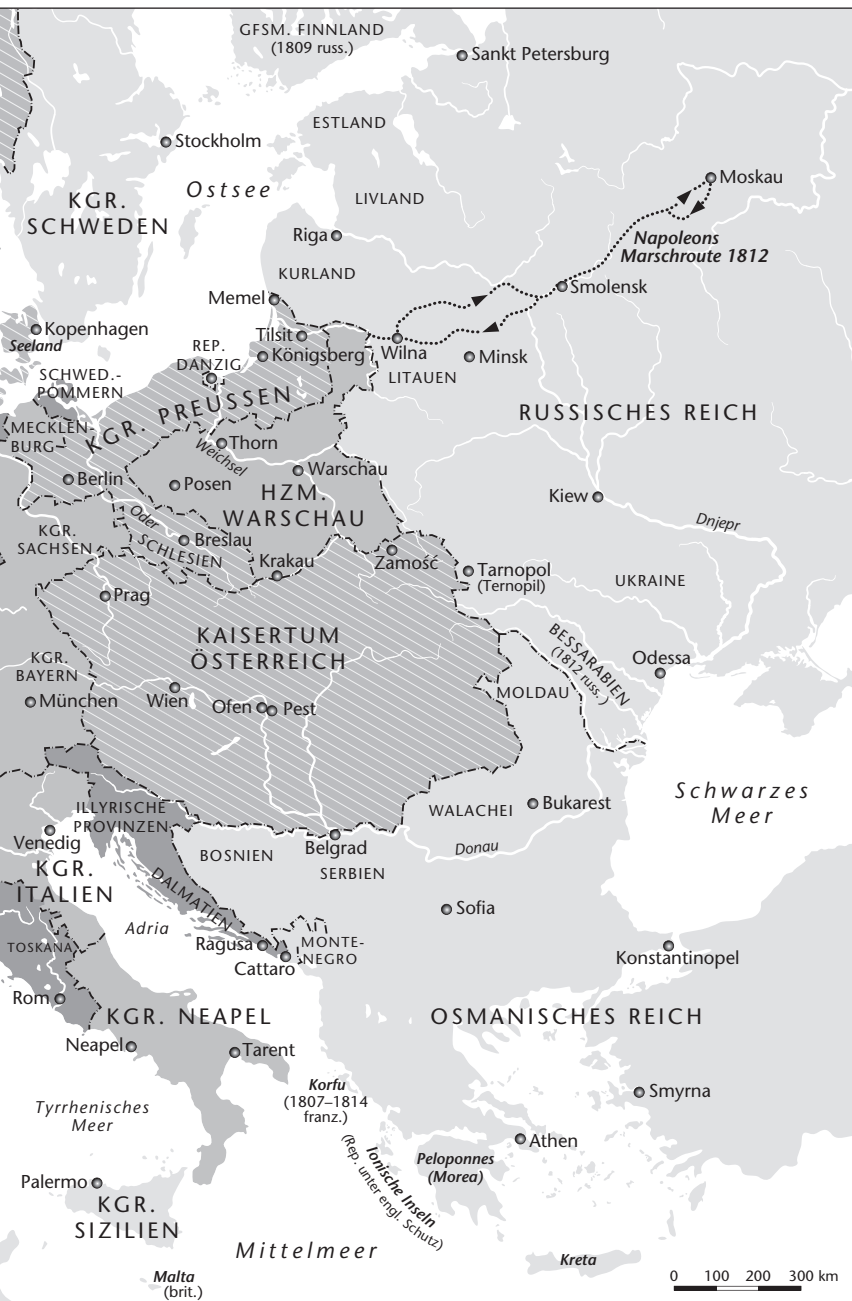 GFSM. FINNLAND
(1809 russ.)
Sankt Petersburg
ESTLAND
Stockholm
Ostsee
Moskau
KGR.
SCHWEDEN
LIVLAND
Riga
Napoleons
Marschroute 1812
KURLAND
Smolensk
Memel
Kopenhagen
Seeland
Tilsit
REP.
DANZIG
Königsberg
Wilna
Minsk
SCHWED.-
POMMERN
LITAUEN
KGR. PREUSSEN
RUSSISCHES REICH
MECKLEN-
BURG
Thorn
Weichsel
Warschau
Berlin
Posen
HZM.
WARSCHAU
Kiew
Dnjepr
Oder
KGR.
SACHSEN
Breslau
SCHLESIEN
Krakau
Zamość
Tarnopol
(Ternopil)
UKRAINE
Prag
KAISERTUM
ÖSTERREICH
BESSARABIEN
(1812 russ.)
Odessa
KGR.
BAYERN
München
Wien
Ofen
Pest
MOLDAU
Schwarzes
Meer
ILLYRISCHE
PROVINZEN
WALACHEI
Bukarest
Venedig
BOSNIEN
Belgrad
Donau
SERBIEN
KGR.
ITALIEN
DALMATIEN
Sofia
Adria
TOSKANA
Ragusa
MONTE-
NEGRO
Cattaro
Konstantinopel
Rom
KGR. NEAPEL
OSMANISCHES REICH
Neapel
Tarent
Korfu
(1807–1814
franz.)
Smyrna
Tyrrhenisches
Meer
Ionische Inseln
(Rep. unter engl. Schutz)
Athen
Peloponnes
(Morea)
Palermo
KGR.
SIZILIEN
Mittelmeer
Kreta
Malta
(brit.)
0 100 200 300 km